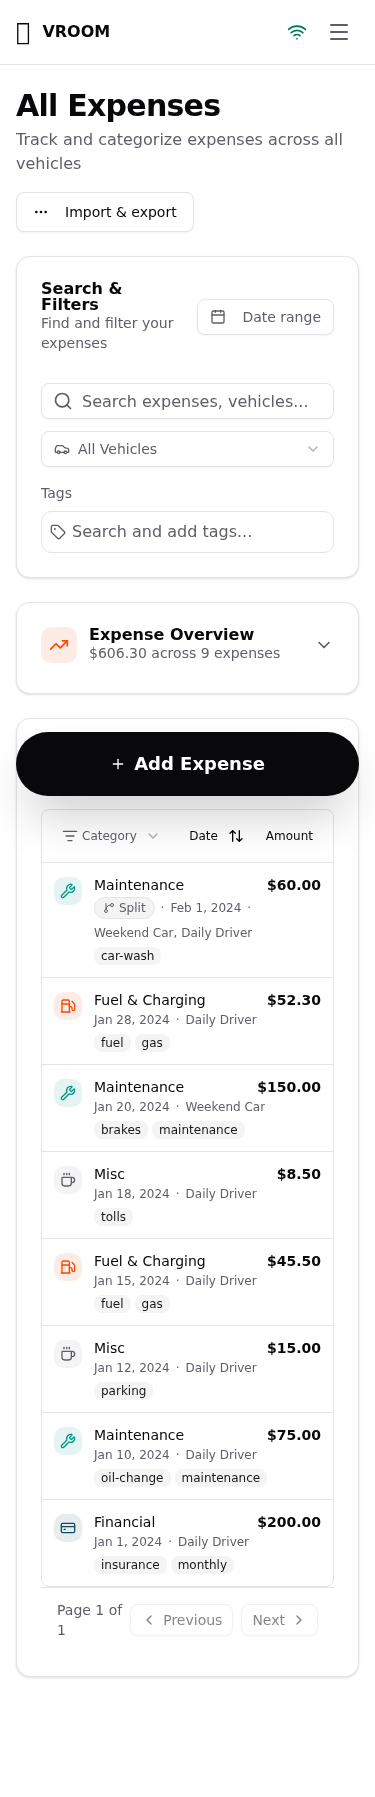 VROOM
All Expenses
Track and categorize expenses across all
vehicles
Import & export
Search &
Filters
Find and filter your
expenses
Date range
Search expenses, vehicles...
All Vehicles
Tags
Search and add tags...
Expense Overview
$606.30 across 9 expenses
+ Add Expense
Category Date Amount
Maintenance $60.00
Split · Feb 1, 2024 ·
Weekend Car, Daily Driver
car-wash
Fuel & Charging $52.30
Jan 28, 2024 · Daily Driver
fuel gas
Maintenance $150.00
Jan 20, 2024 · Weekend Car
brakes maintenance
Misc $8.50
Jan 18, 2024 · Daily Driver
tolls
Fuel & Charging $45.50
Jan 15, 2024 · Daily Driver
fuel gas
Misc $15.00
Jan 12, 2024 · Daily Driver
parking
Maintenance $75.00
Jan 10, 2024 · Daily Driver
oil-change maintenance
Financial $200.00
Jan 1, 2024 · Daily Driver
insurance monthly
Page 1 of
1
Previous Next